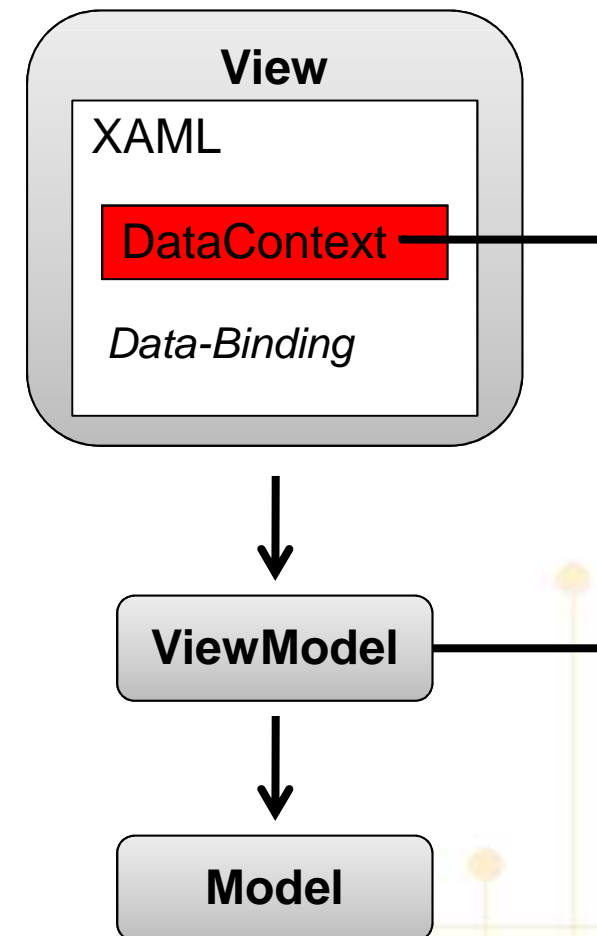 View
XAML
DataContext
Data-Binding
ViewModel
Model